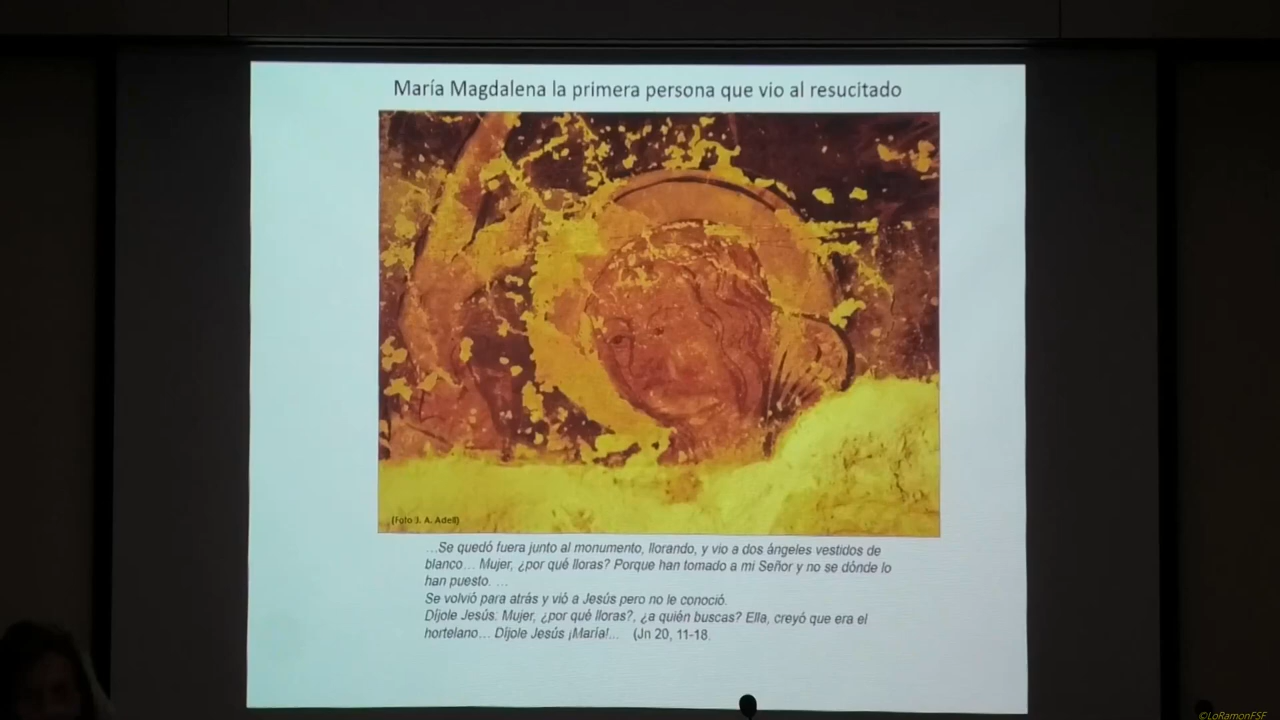 María Magdalena la primera persona que vio al resucitado
(Foto J. A. Adell)
…Se quedó fuera junto al monumento, llorando, y vio a dos ángeles vestidos de
blanco… Mujer, ¿por qué lloras? Porque han tomado a mi Señor y no se dónde lo
han puesto. …
Se volvió para atrás y vió a Jesús pero no le conoció.
Díjole Jesús: Mujer, ¿por qué lloras?, ¿a quién buscas? Ella, creyó que era el
hortelano… Díjole Jesús ¡María!... (Jn 20, 11-18.
©LoRamonFSF